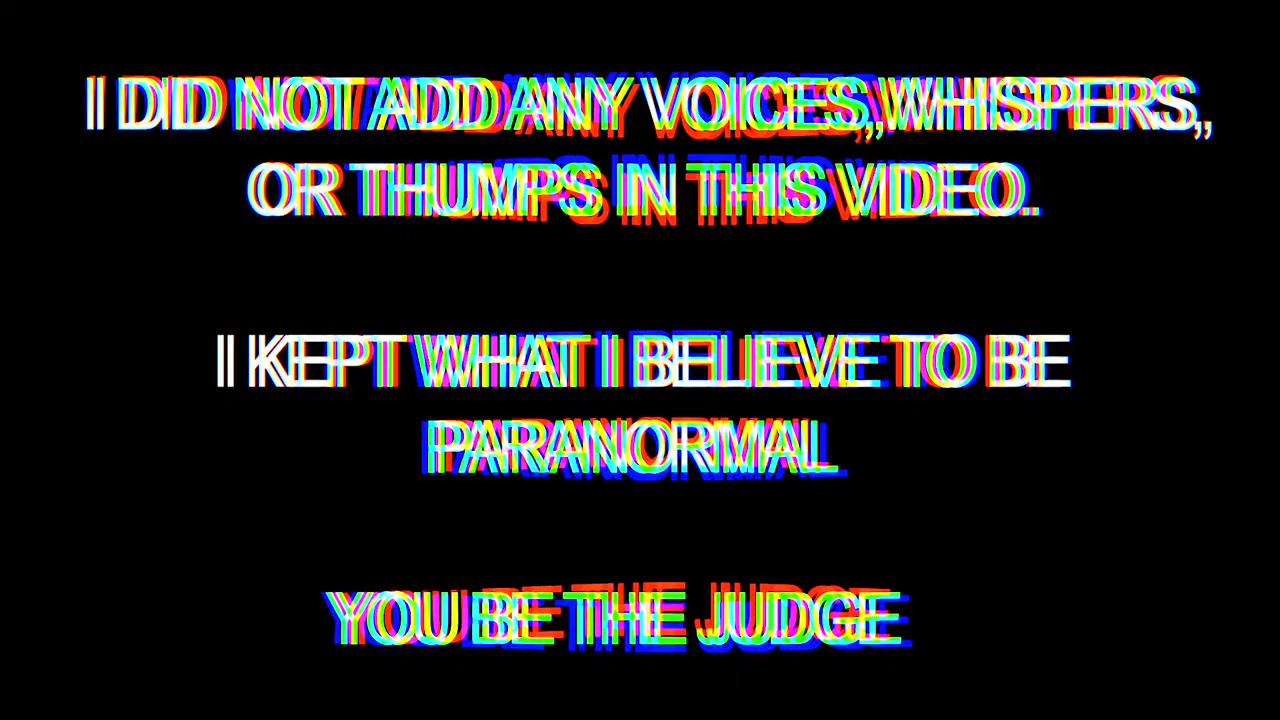 I DID NOT ADD ANY VOICES, WHISPERS,
OR THUMPS IN THIS VIDEO.
I KEPT WHAT I BELIEVE TO BE
PARANORMAL
YOU BE THE JUDGE